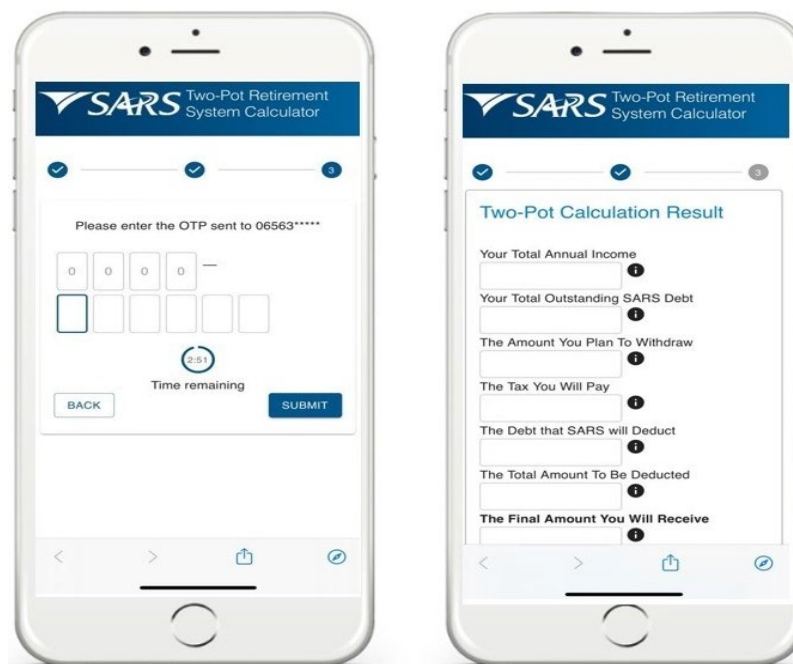 SARS Two-Pot Retirement
System Calculator
3
Please enter the OTP sent to 06563*****
0 0 0 0 —
2:51
Time remaining
BACK SUBMIT
SARS Two-Pot Retirement
System Calculator
3
Two-Pot Calculation Result
Your Total Annual Income
Your Total Outstanding SARS Debt
The Amount You Plan To Withdraw
The Tax You Will Pay
The Debt that SARS will Deduct
The Total Amount To Be Deducted
The Final Amount You Will Receive